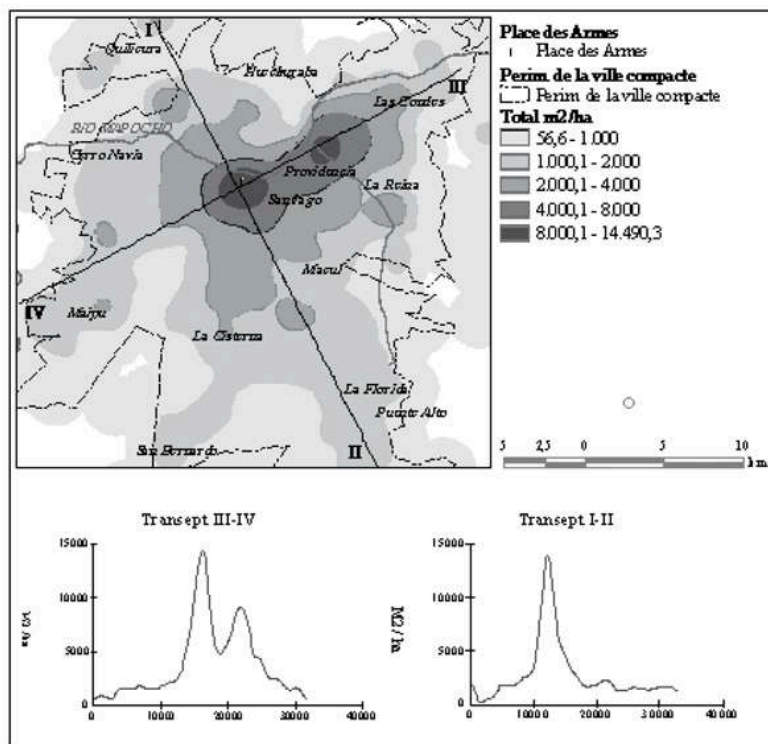 I
Quilicura
Huechuraba
Las Condes
III
RIO MAPOCHO
Cerro Navia
Providencia
La Reina
Santiago
Macul
IV
Maipu
La Cisterna
La Florida
Puente Alto
San Bernardo
II
Place des Armes
Place des Armes
Perim de la ville compacte
Perim de la ville compacte
Total m2/ha
56,6 - 1.000
1.000,1 - 2.000
2.000,1 - 4.000
4.000,1 - 8.000
8.000,1 - 14.490,3
5 2,5 0 5 10
km
Transept III-IV
15000
10000
5000
0
0 10000 20000 30000 40000
Transept I-II
M2 / ha
15000
10000
5000
0
0 10000 20000 30000 40000